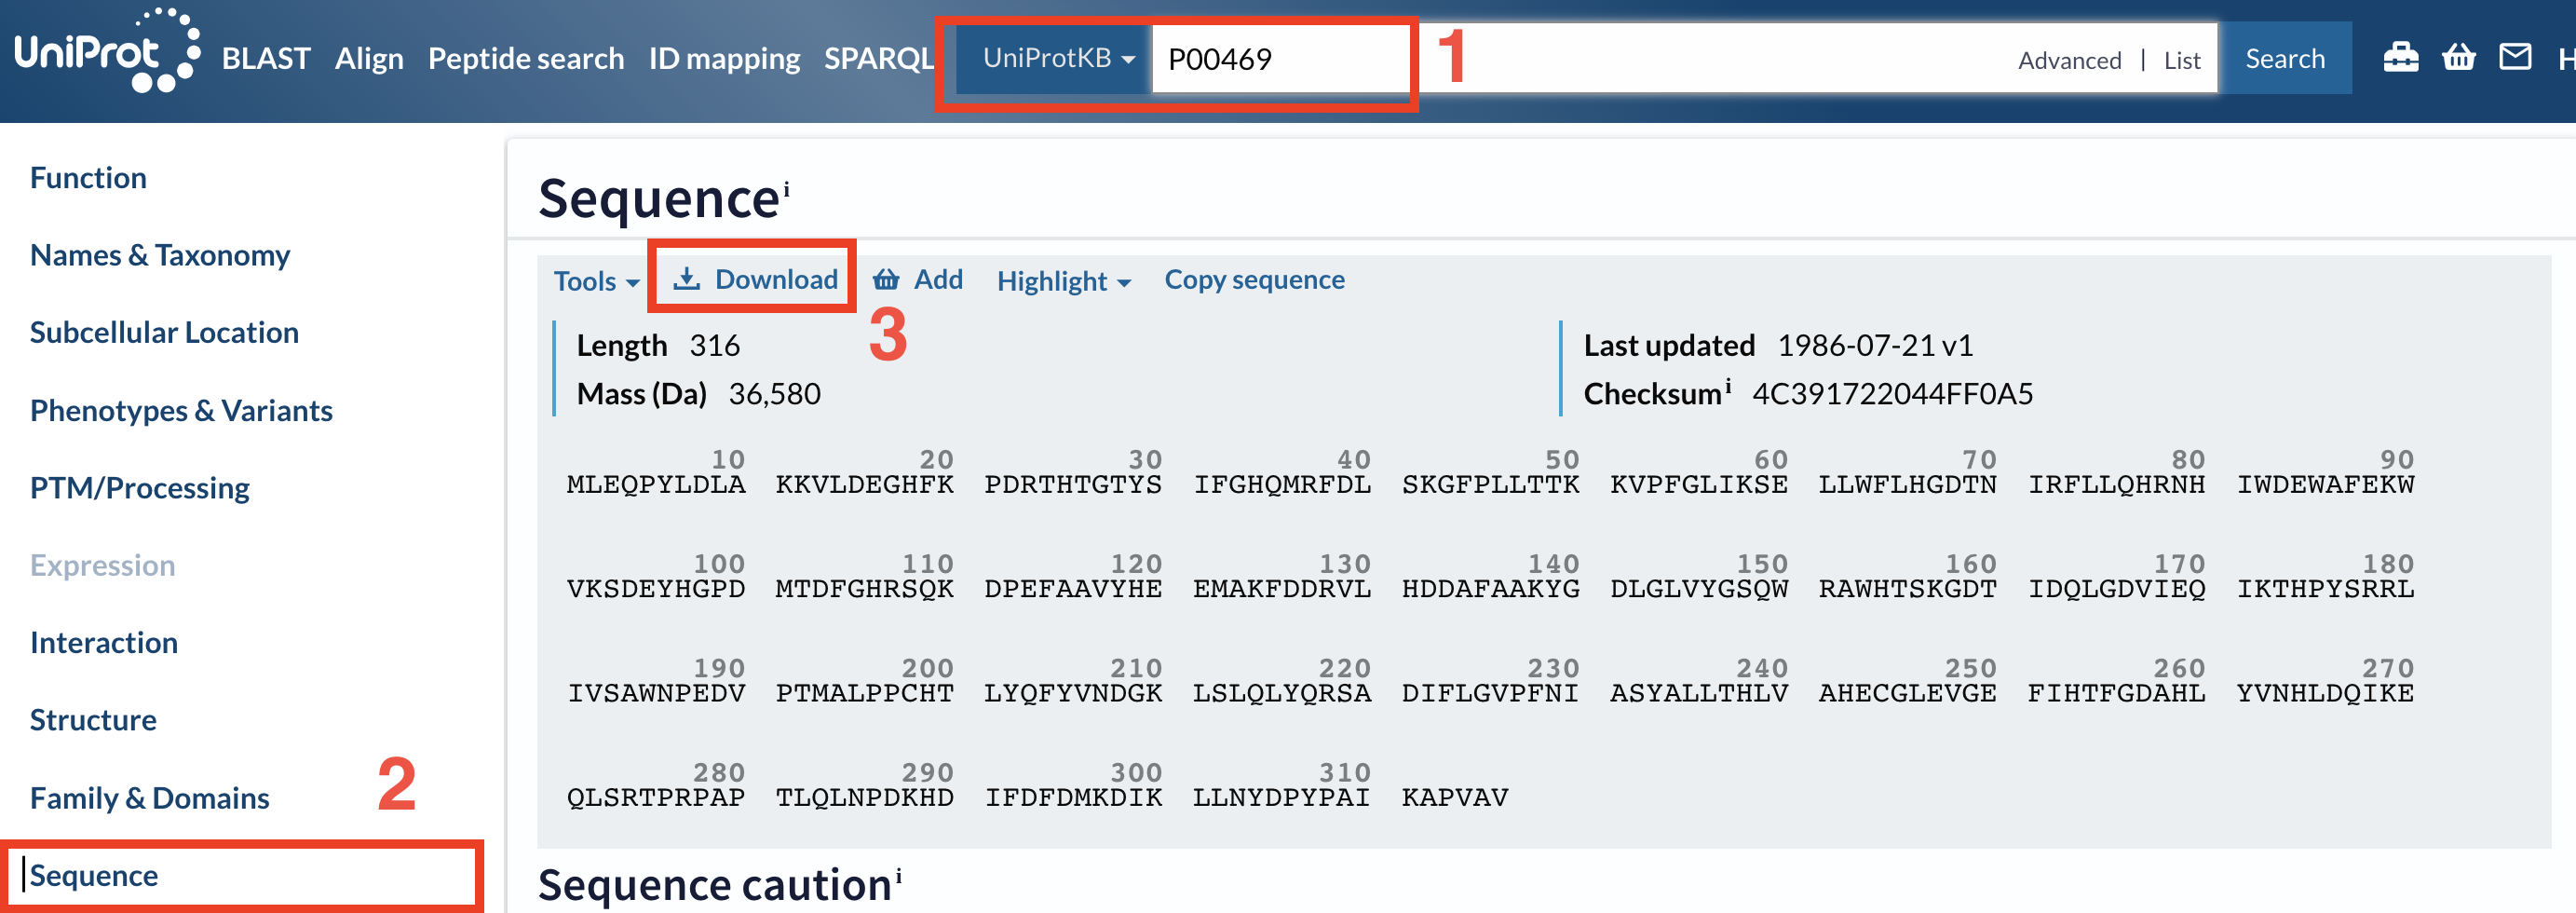 UniProt BLAST Align Peptide search ID mapping SPARQL UniProtKB P00469 1 Advanced | List Search H
Function
Names & Taxonomy
Subcellular Location
Phenotypes & Variants
PTM/Processing
Expression
Interaction
Structure
Family & Domains
2
Sequence
Sequence i
Tools Download Add Highlight Copy sequence
3
Length 316 Last updated 1986-07-21 v1
Mass (Da) 36,580 Checksum i 4C391722044FF0A5
10 20 30 40 50 60 70 80 90
MLEQPYLDLA KKVLDEGHFK PDRTHTGTYS IFGHQMRFDL SKGFPLLTTK KVPFGLIKSE LLWFLHGDTN IRFLLQHRNH IWDEWAFEKW
100 110 120 130 140 150 160 170 180
VKSDEYHGPD MTDFGHRSQK DPEFAAVYHE EMAKFDDRVL HDDAFAAKYG DLGLVYGSQW RAWHTSKGDT IDQLGDVIEQ IKTHPYSRRL
190 200 210 220 230 240 250 260 270
IVSAWNPEDV PTMALPPCHT LYQFYVNDGK LSLQLYQRSA DIFLGVPFNI ASYALLTHLV AHECGLEVGE FIHTFGDAHL YVNHLDQIKE
280 290 300 310
QLSRTPRPAP TLQLNPDKHD IFDFDMKDIK LLNYDPYPAI KAPVAV
Sequence caution i